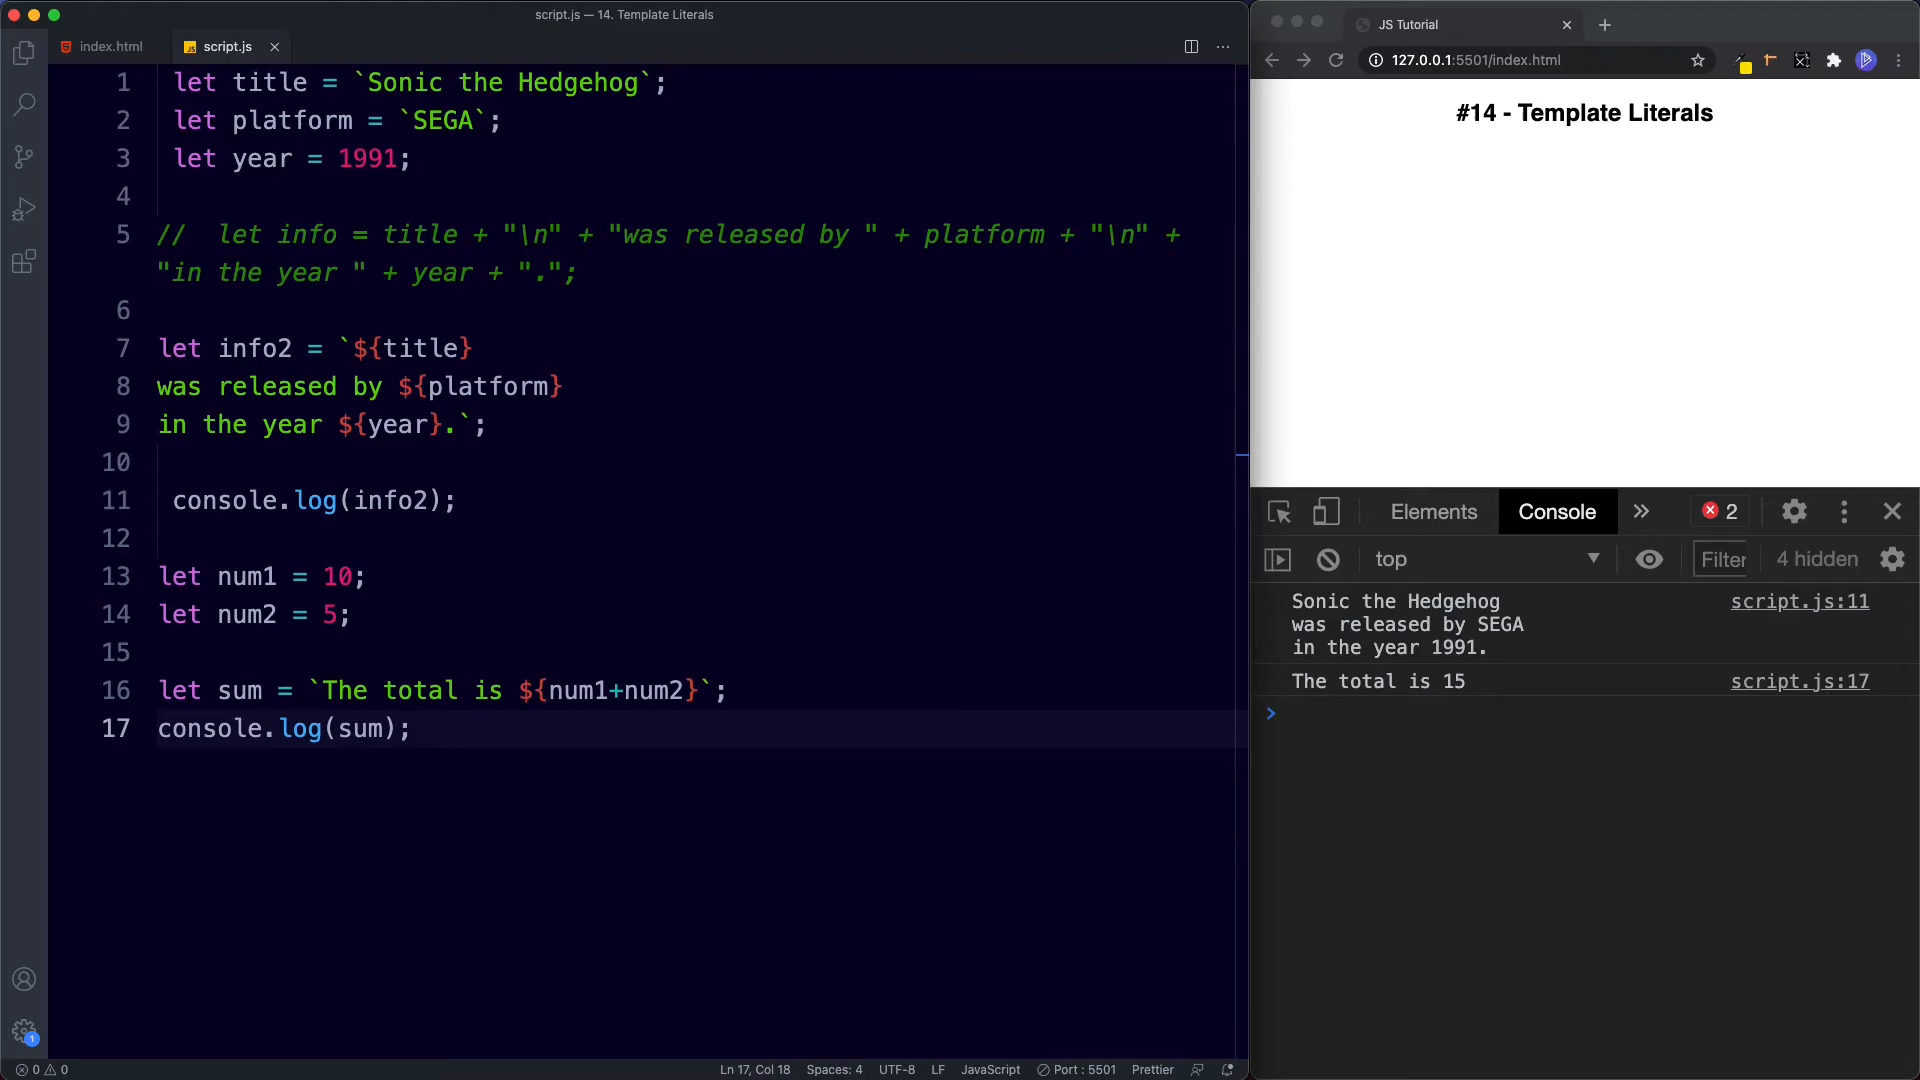 script.js — 14. Template Literals
index.html
script.js
1 let title = `Sonic the Hedgehog`;
2 let platform = `SEGA`;
3 let year = 1991;
4
5 // let info = title + "\n" + "was released by " + platform + "\n" +
"in the year " + year + ".";
6
7 let info2 = `${title}
8 was released by ${platform}
9 in the year ${year}.`;
10
11 console.log(info2);
12
13 let num1 = 10;
14 let num2 = 5;
15
16 let sum = `The total is ${num1+num2}`;
17 console.log(sum);
1
0 0
Ln 17, Col 18 Spaces: 4 UTF-8 LF JavaScript Port : 5501 Prettier
JS Tutorial
127.0.0.1:5501/index.html
#14 - Template Literals
Elements Console 2
top Filter 4 hidden
Sonic the Hedgehog script.js:11
was released by SEGA
in the year 1991.
The total is 15 script.js:17